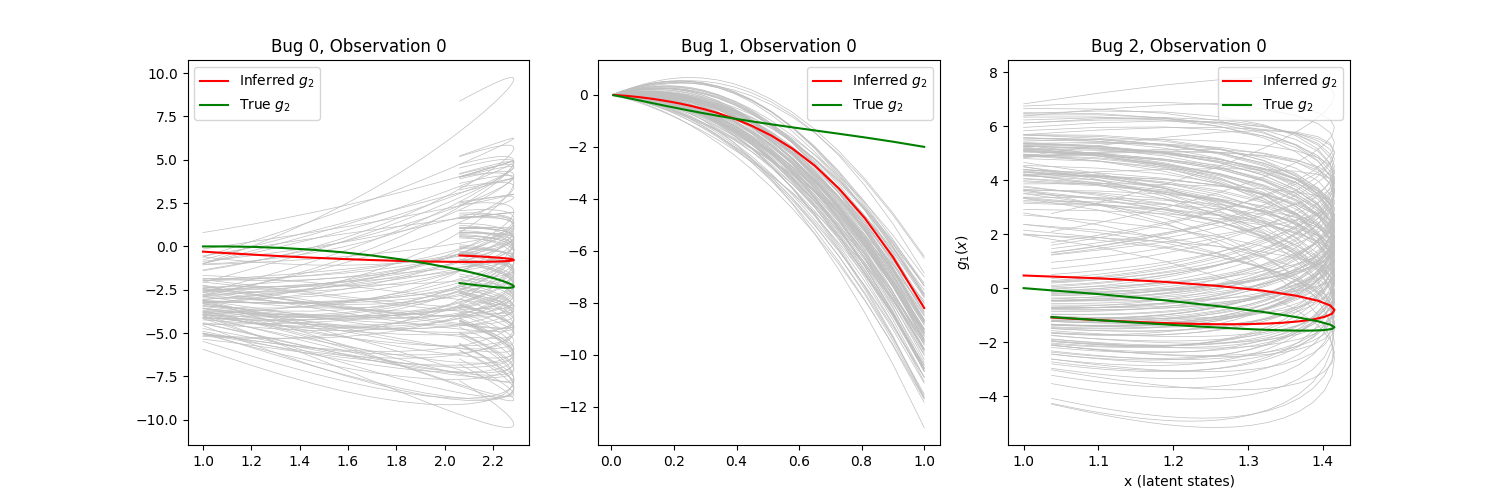 Bug 0, Observation 0
Inferred g₂
True g₂
10.0
7.5
5.0
2.5
0.0
−2.5
−5.0
−7.5
−10.0
1.0 1.2 1.4 1.6 1.8 2.0 2.2
Bug 1, Observation 0
Inferred g₂
True g₂
0
−2
−4
−6
−8
−10
−12
0.0 0.2 0.4 0.6 0.8 1.0
Bug 2, Observation 0
Inferred g₂
True g₂
g₁(x)
8
6
4
2
0
−2
−4
1.0 1.1 1.2 1.3 1.4
x (latent states)